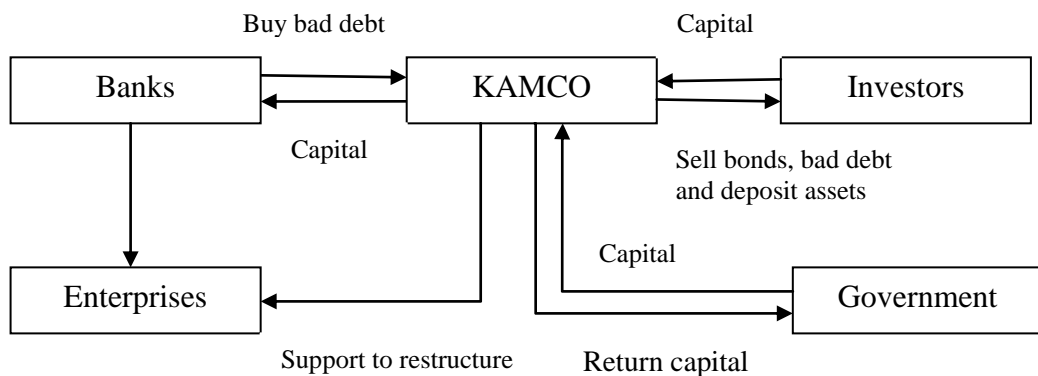 Buy bad debt
Capital
Banks
KAMCO
Investors
Capital
Sell bonds, bad debt
and deposit assets
Capital
Enterprises
Government
Support to restructure
Return capital